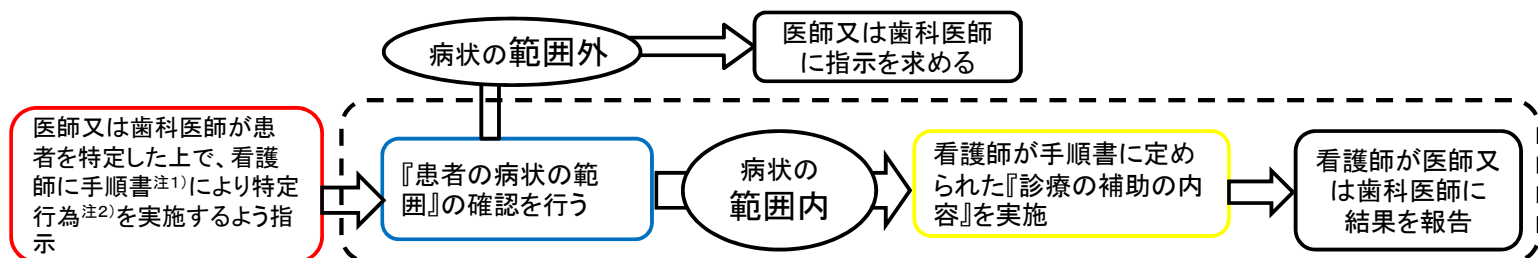 病状の範囲外
医師又は歯科医師
に指示を求める
医師又は歯科医師が患
者を特定した上で、看護
師に手順書注1)により特定
行為注2)を実施するよう指
示
『患者の病状の範
囲』の確認を行う
病状の
範囲内
看護師が手順書に定め
られた『診療の補助の内
容』を実施
看護師が医師又
は歯科医師に
結果を報告